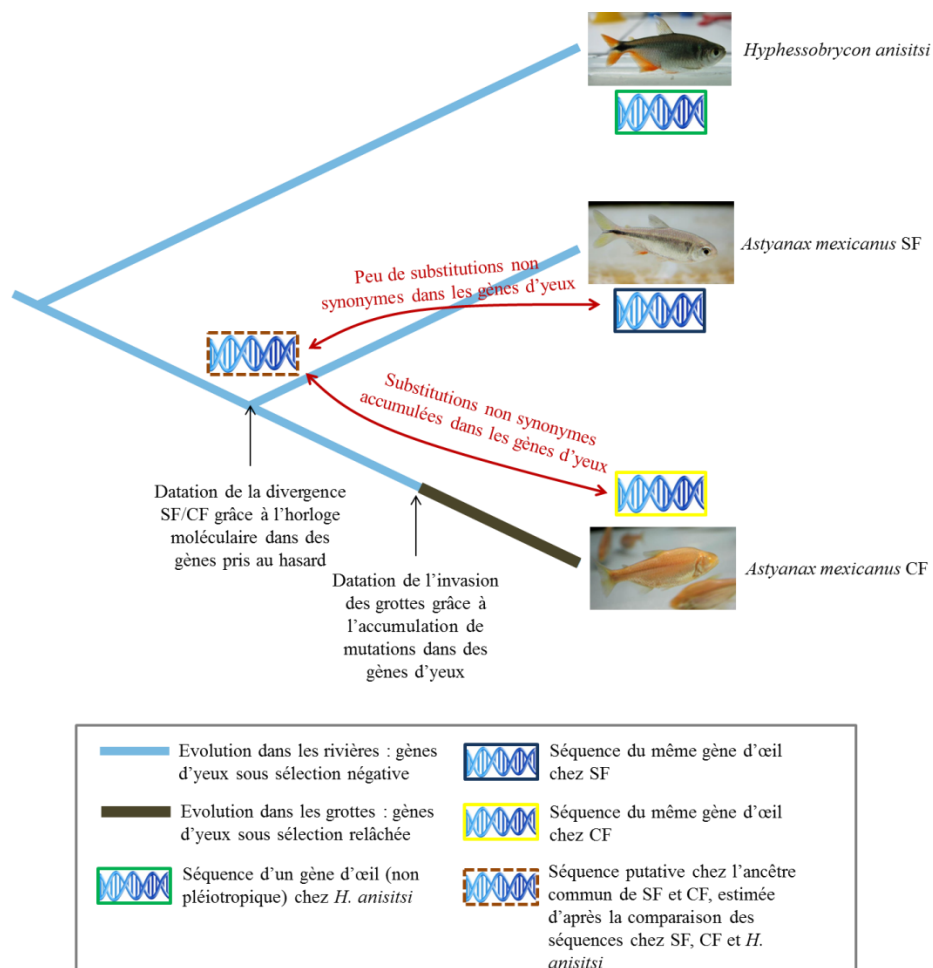 Hyphessobrycon anisitsi
Astyanax mexicanus SF
Peu de substitutions non
synonymes dans les gènes d’yeux
Substitutions non synonymes
accumulées dans les gènes d’yeux
Datation de la divergence
SF/CF grâce à l’horloge
moléculaire dans des
gènes pris au hasard
Datation de l’invasion
des grottes grâce à
l’accumulation de
mutations dans des
gènes d’yeux
Astyanax mexicanus CF
Evolution dans les rivières : gènes
d’yeux sous sélection négative
Evolution dans les grottes : gènes
d’yeux sous sélection relâchée
Séquence d’un gène d’œil (non
pléiotropique) chez H. anisitsi
Séquence du même gène d’œil
chez SF
Séquence du même gène d’œil
chez CF
Séquence putative chez l’ancêtre
commun de SF et CF, estimée
d’après la comparaison des
séquences chez SF, CF et H.
anisitsi